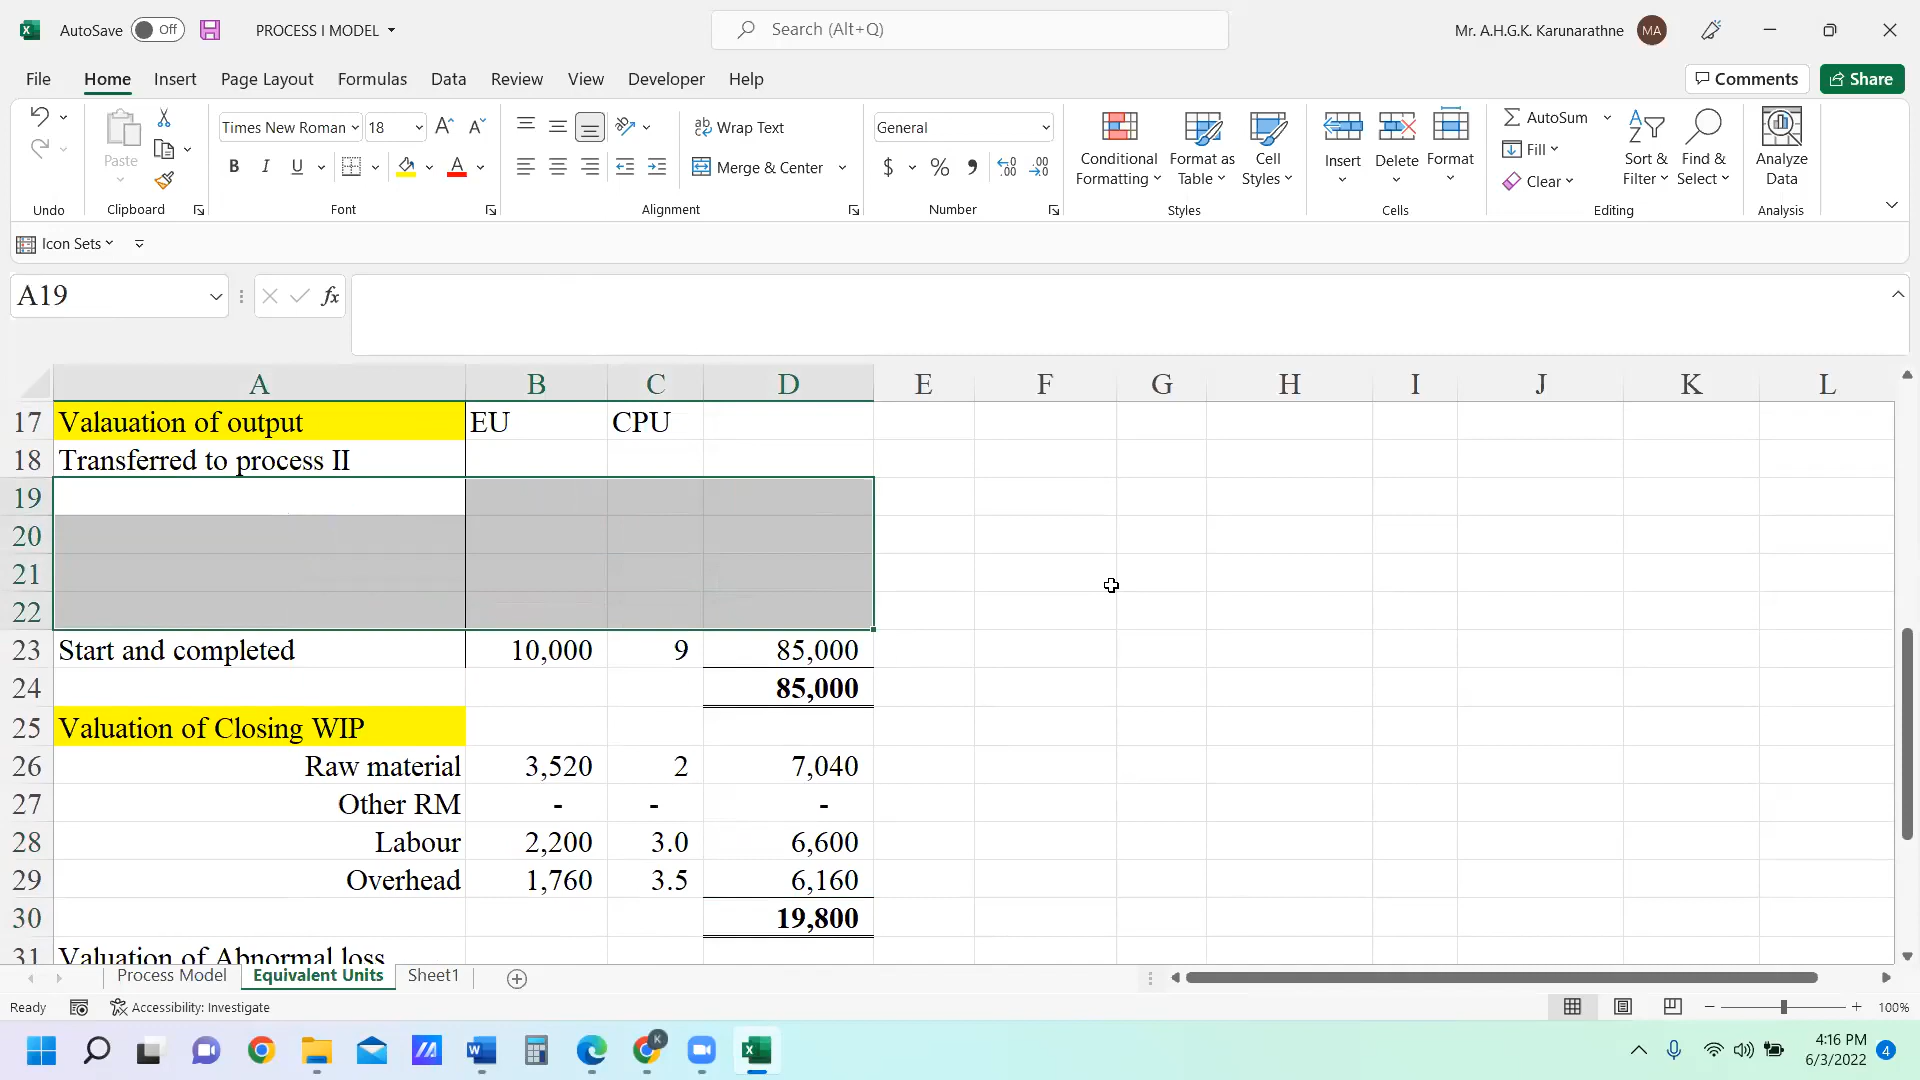 AutoSave Off PROCESS I MODEL Search (Alt+Q) Mr. A.H.G.K. Karunarathne MA
File Home Insert Page Layout Formulas Data Review View Developer Help Comments Share
Times New Roman 18 Wrap Text General AutoSum
Paste B I U Merge & Center $ % Conditional Formatting Format as Table Cell Styles Insert Delete Format Fill Clear Sort & Filter Find & Select Analyze Data
Undo Clipboard Font Alignment Number Styles Cells Editing Analysis
Icon Sets
A19 fx
A B C D E F G H I J K L
17 Valauation of output EU CPU
18 Transferred to process II
19
20
21
22
23 Start and completed 10,000 9 85,000
24 85,000
25 Valuation of Closing WIP
26 Raw material 3,520 2 7,040
27 Other RM - - -
28 Labour 2,200 3.0 6,600
29 Overhead 1,760 3.5 6,160
30 19,800
31 Valuation of Abnormal loss
Process Model Equivalent Units Sheet1
Ready Accessibility: Investigate 100%
4:16 PM
6/3/2022 4